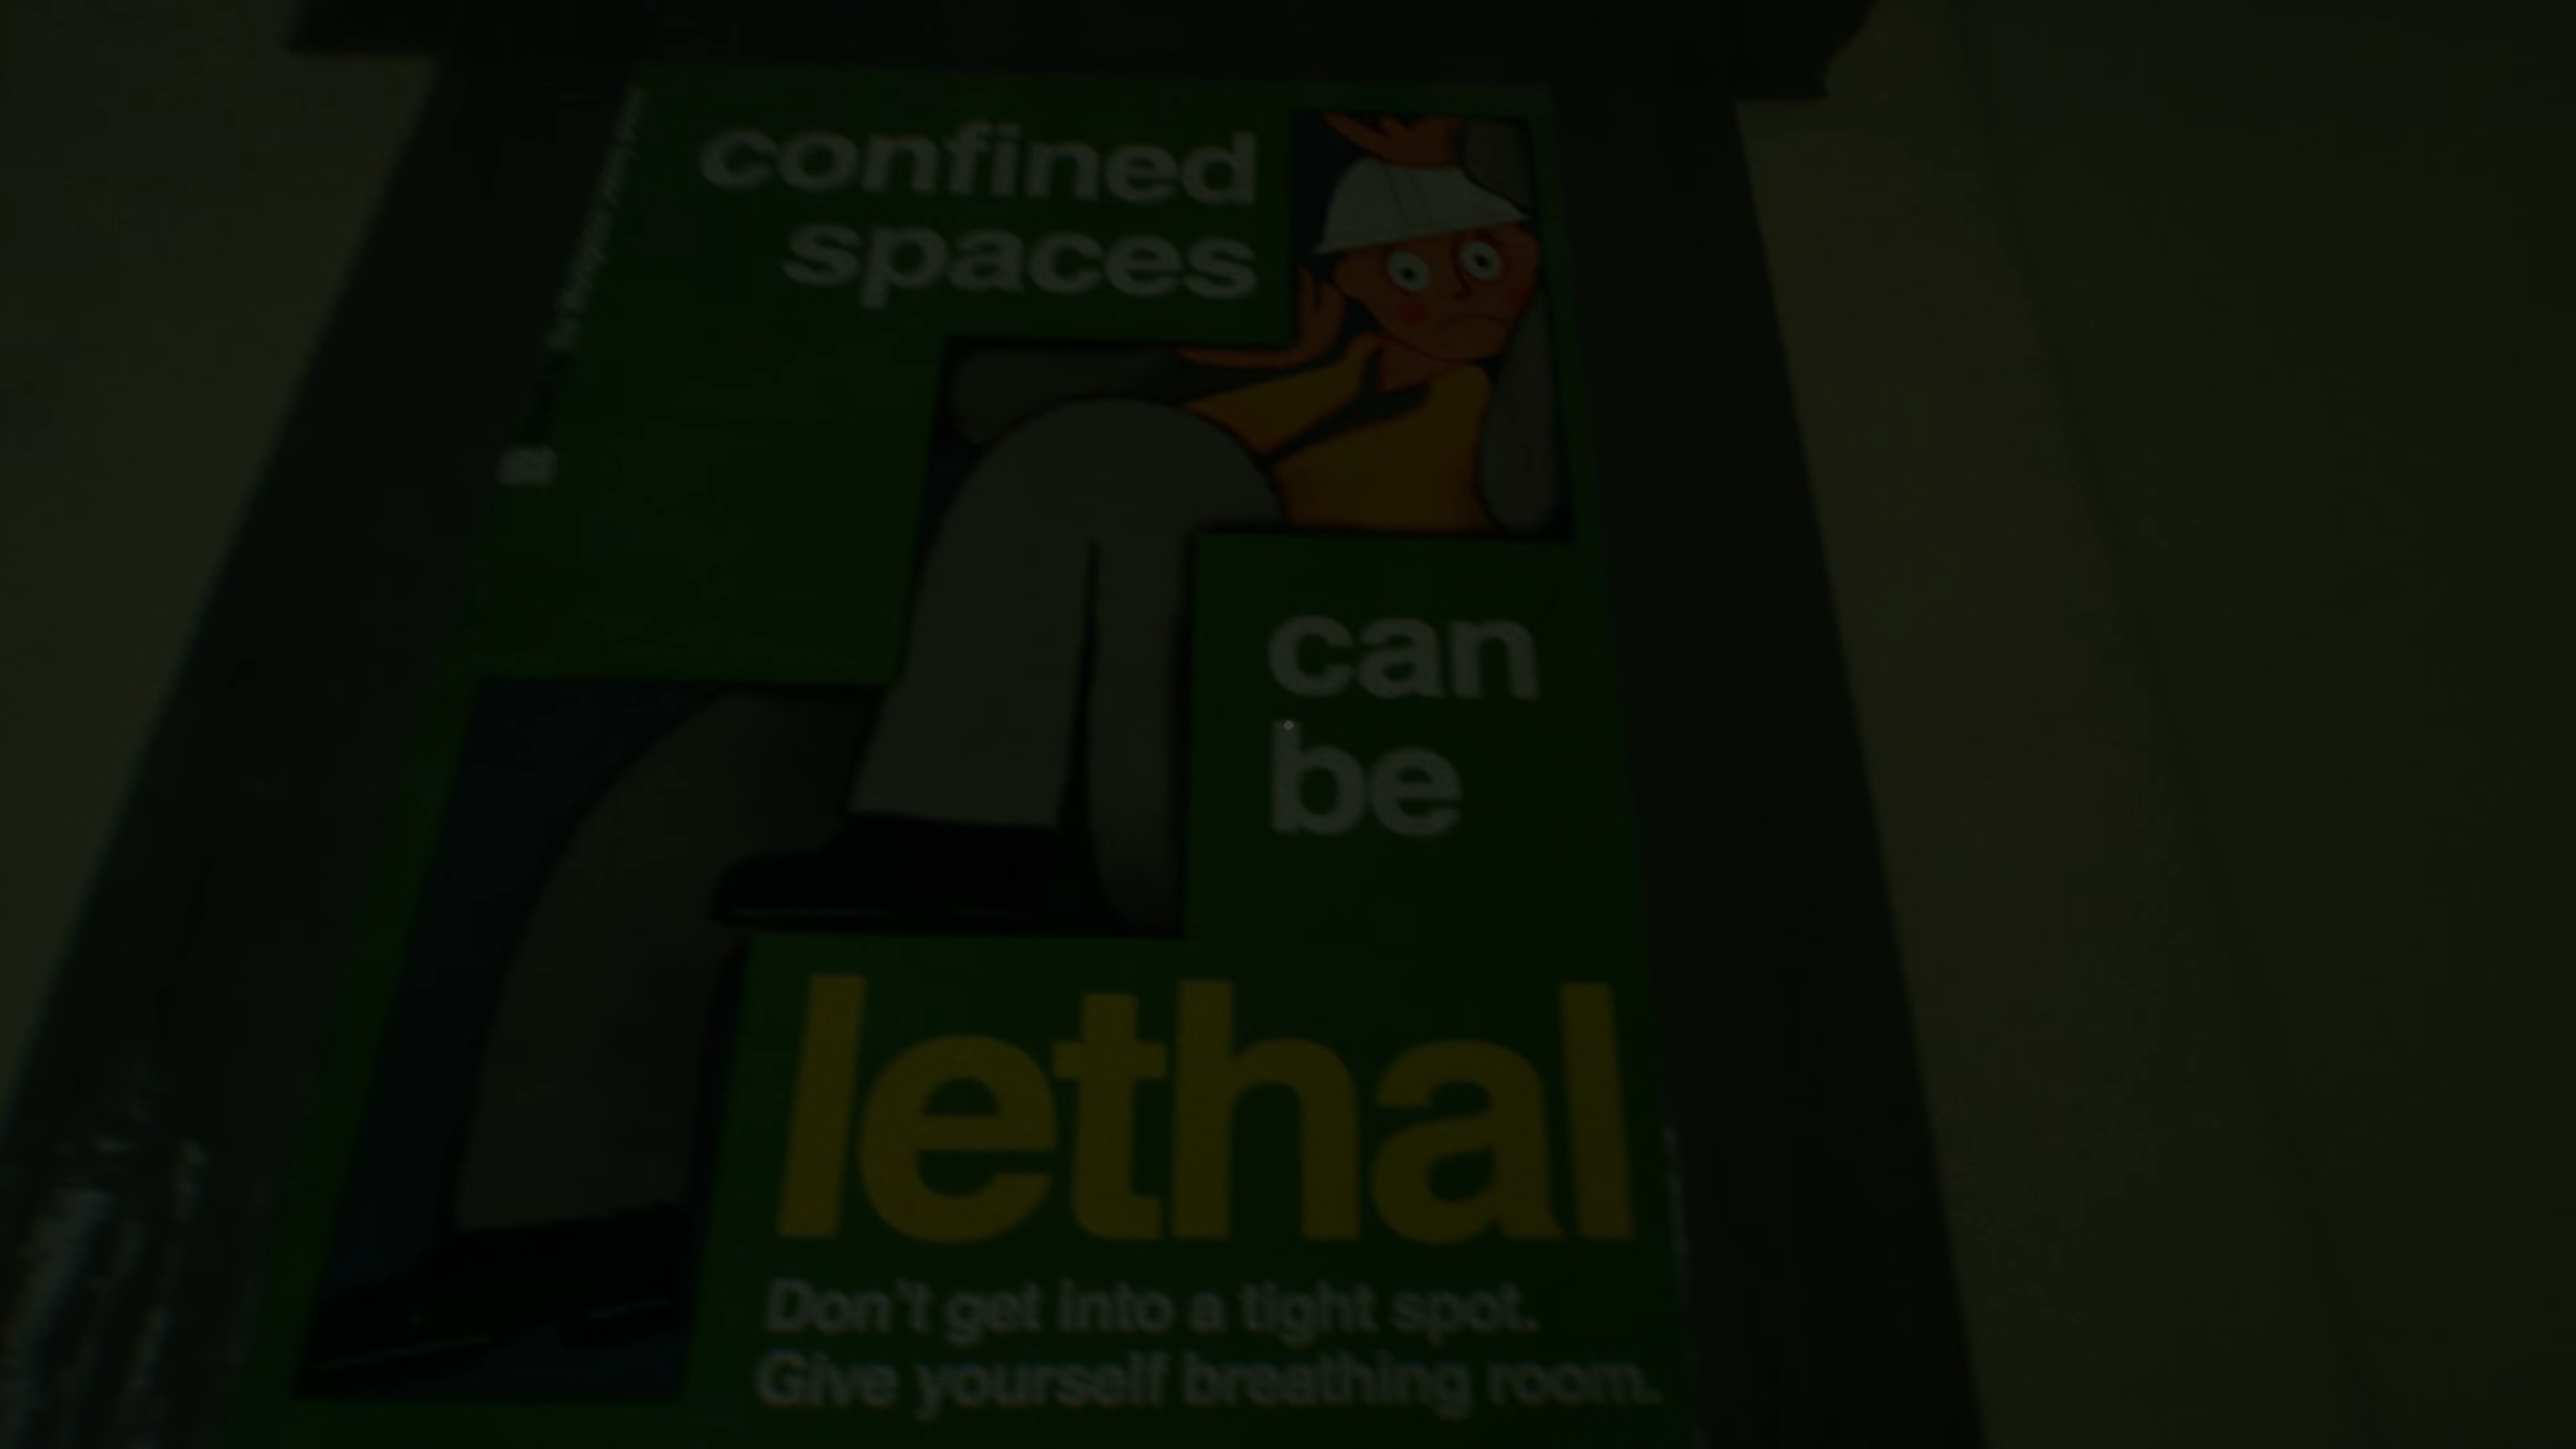 confined
spaces
can
be
lethal
Don't get into a tight spot.
Give yourself breathing room.